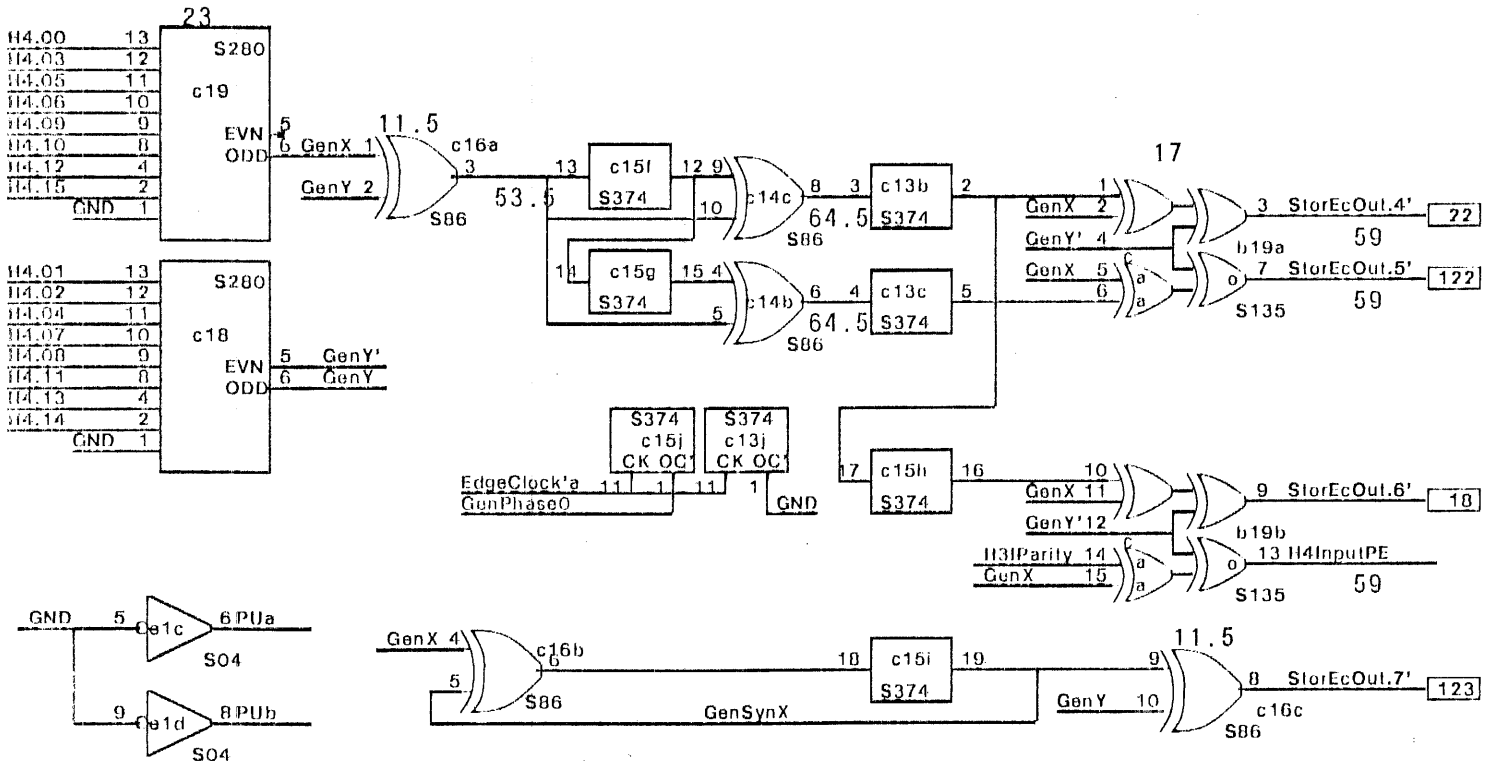 23
H4.00 13
H4.03 12
H4.05 11
H4.06 10
H4.09 9
H4.10 8
H4.12 4
H4.15 2
GND 1
S280
c19
EVN 5
ODD 6
GenX 1
GenY 2
11.5
c16a
3
S86
53.5
13
c15f
S374
12
9
10
c14c
8
S86
64.5
3
c13b
S374
2
14
c15g
S374
15
4
5
c14b
6
S86
64.5
4
c13c
S374
5
17
1
GenX 2
GenY' 4
GenX 5
6
C
a
a
o
3 StorEcOut.4' 22
59
b19a
7 StorEcOut.5' 122
S135
59
H4.01 13
H4.02 12
H4.04 11
H4.07 10
H4.08 9
H4.11 8
H4.13 4
H4.14 2
GND 1
S280
c18
EVN 5 GenY'
ODD 6 GenY
S374
c15j
CK OC'
S374
c13j
CK OC'
EdgeClock'a 11 1 11 1 GND
GenPhase0
17
c15h
S374
16
10
GenX 11
GenY' 12
H3IParity 14
GenX 15
C
a
a
o
9 StorEcOut.6' 18
b19b
13 H4InputPE
S135
59
GND 5 e1c 6 PUa
S04
9 e1d 8 PUb
S04
GenX 4
5
c16b
6
S86
18
c15i
S374
19
GenSynX
11.5
9
GenY 10
8 StorEcOut.7' 123
c16c
S86